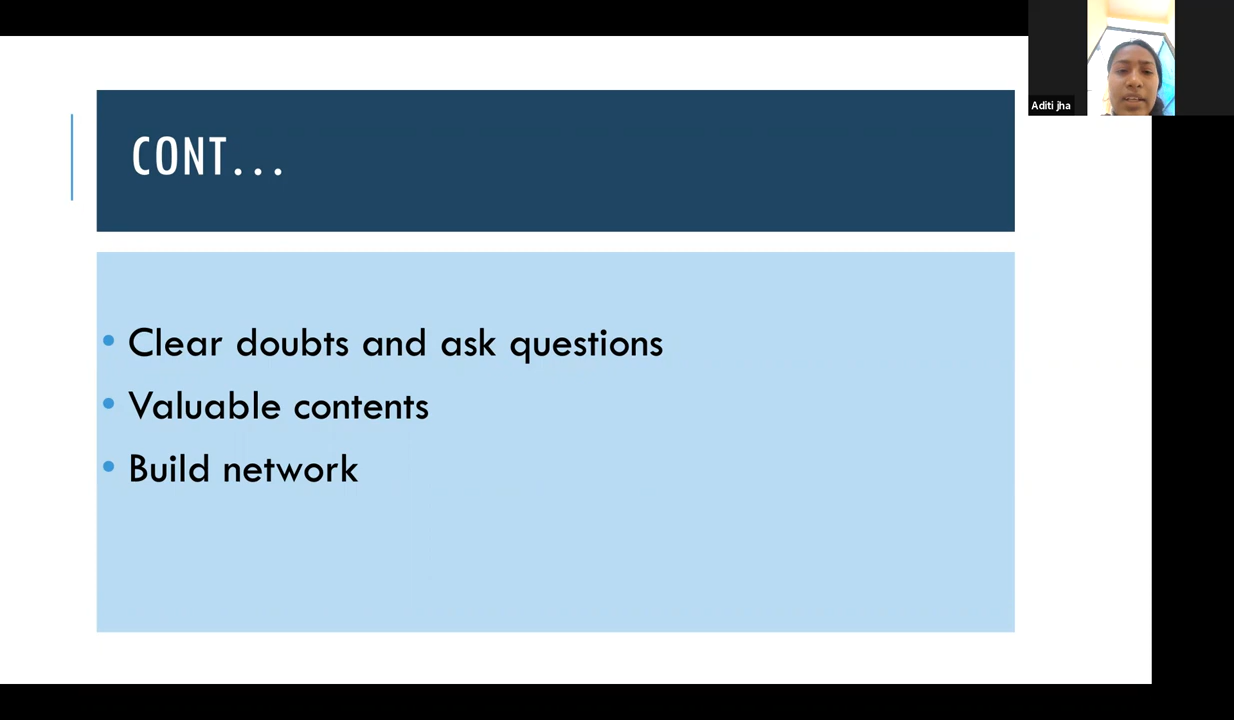 CONT...
• Clear doubts and ask questions
• Valuable contents
• Build network
Aditi jha